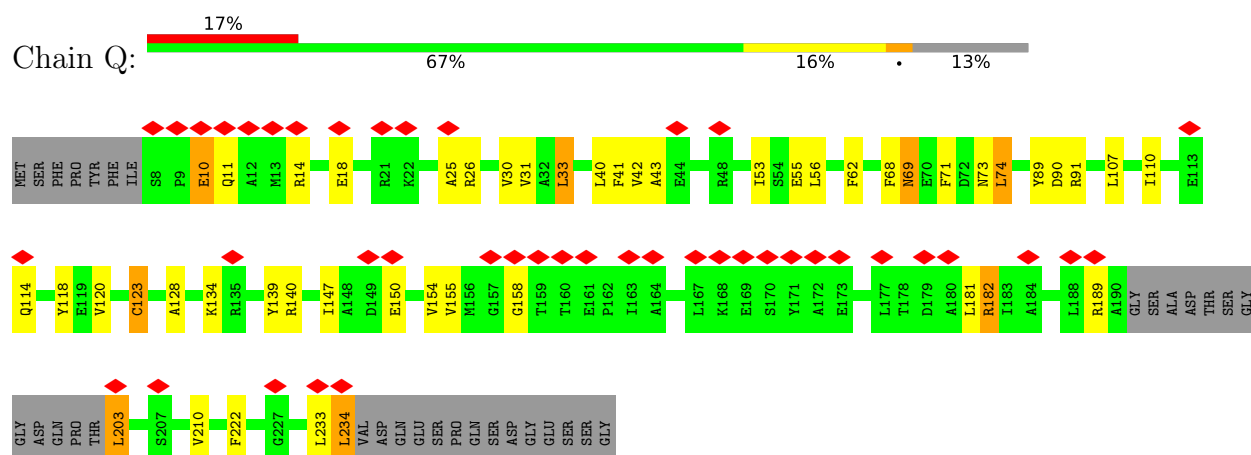 17%
Chain Q:
67% 16% • 13%
MET SER PHE PRO TYR PHE ILE S8 P9 E10 Q11 A12 M13 R14 E18 R21 K22 A25 R26 V30 V31 A32 L33 L40 F41 V42 A43 E44 R48 I53 S54 E55 L56 F62 F68 N69 E70 F71 D72 N73 L74 Y89 D90 R91 L107 I110 E113
Q114 Y118 E119 V120 C123 A128 K134 R135 Y139 R140 I147 A148 D149 E150 V154 V155 M156 G157 G158 T159 T160 E161 P162 I163 A164 L167 K168 E169 S170 Y171 A172 E173 L177 T178 D179 A180 L181 R182 I183 A184 L188 R189 A190 GLY SER ALA ASP THR SER GLY
GLY ASP GLN PRO THR L203 S207 V210 F222 G227 L233 L234 VAL ASP GLN GLU SER PRO GLN SER ASP GLY GLU SER SER GLY